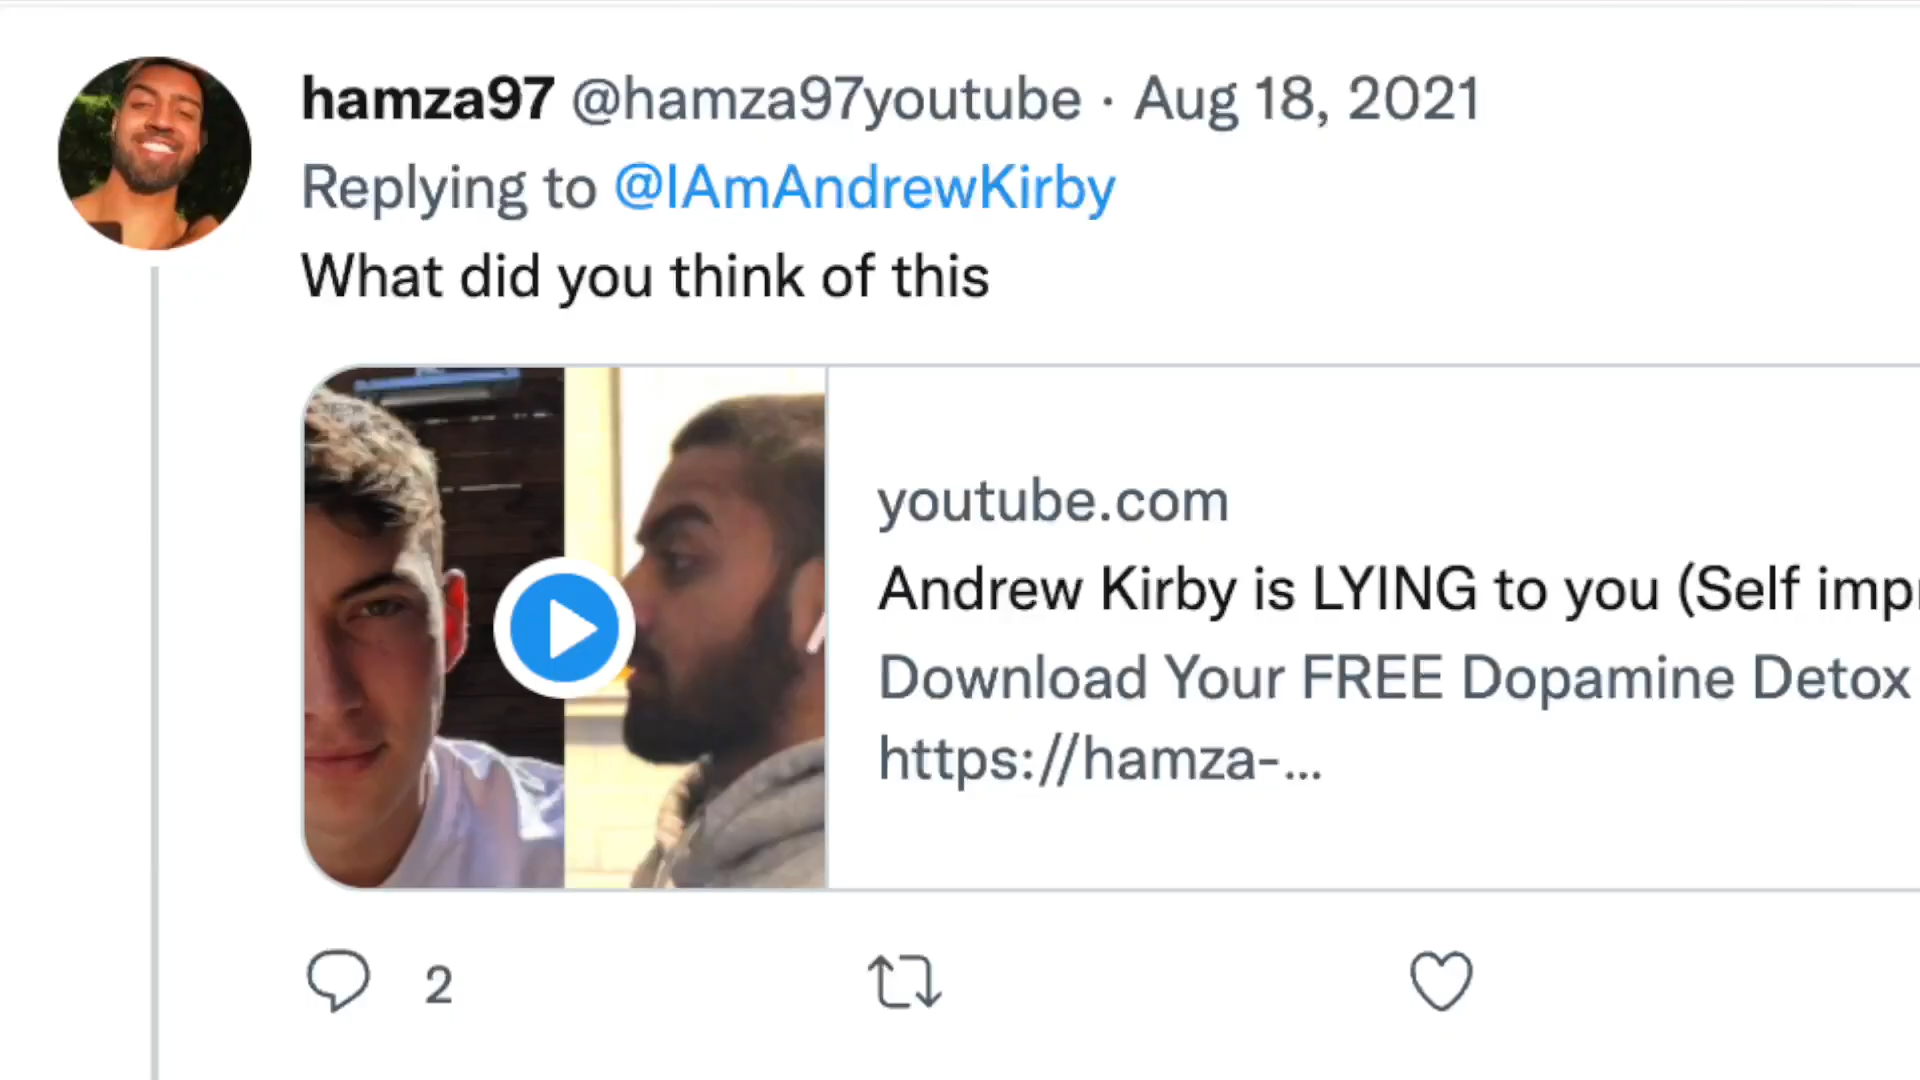 hamza97 @hamza97youtube · Aug 18, 2021
Replying to @IAmAndrewKirby
What did you think of this
youtube.com
Andrew Kirby is LYING to you (Self imp
Download Your FREE Dopamine Detox
https://hamza-...
2